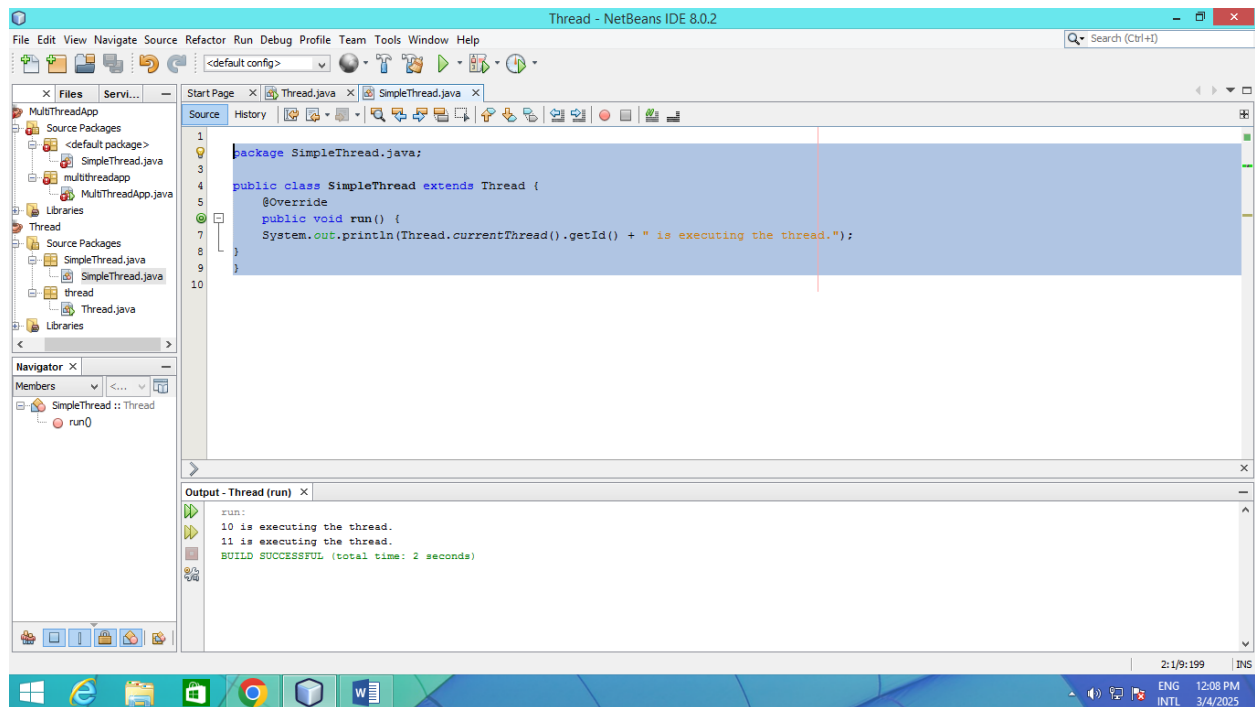 Thread - NetBeans IDE 8.0.2
File Edit View Navigate Source Refactor Run Debug Profile Team Tools Window Help
Search (Ctrl+I)
<default config>
Files Servi...
Start Page Thread.java SimpleThread.java
Source History
MultiThreadApp
Source Packages
<default package>
SimpleThread.java
multithreadapp
MultiThreadApp.java
Libraries
Thread
Source Packages
SimpleThread.java
SimpleThread.java
thread
Thread.java
Libraries
1
package SimpleThread.java;
3
4 public class SimpleThread extends Thread {
5 @Override
public void run() {
7 System.out.println(Thread.currentThread().getId() + " is executing the thread.");
8 }
9 }
10
Navigator
Members <...
SimpleThread :: Thread
run()
Output - Thread (run)
run:
10 is executing the thread.
11 is executing the thread.
BUILD SUCCESSFUL (total time: 2 seconds)
2:1/9:199 INS
ENG 12:08 PM
INTL 3/4/2025